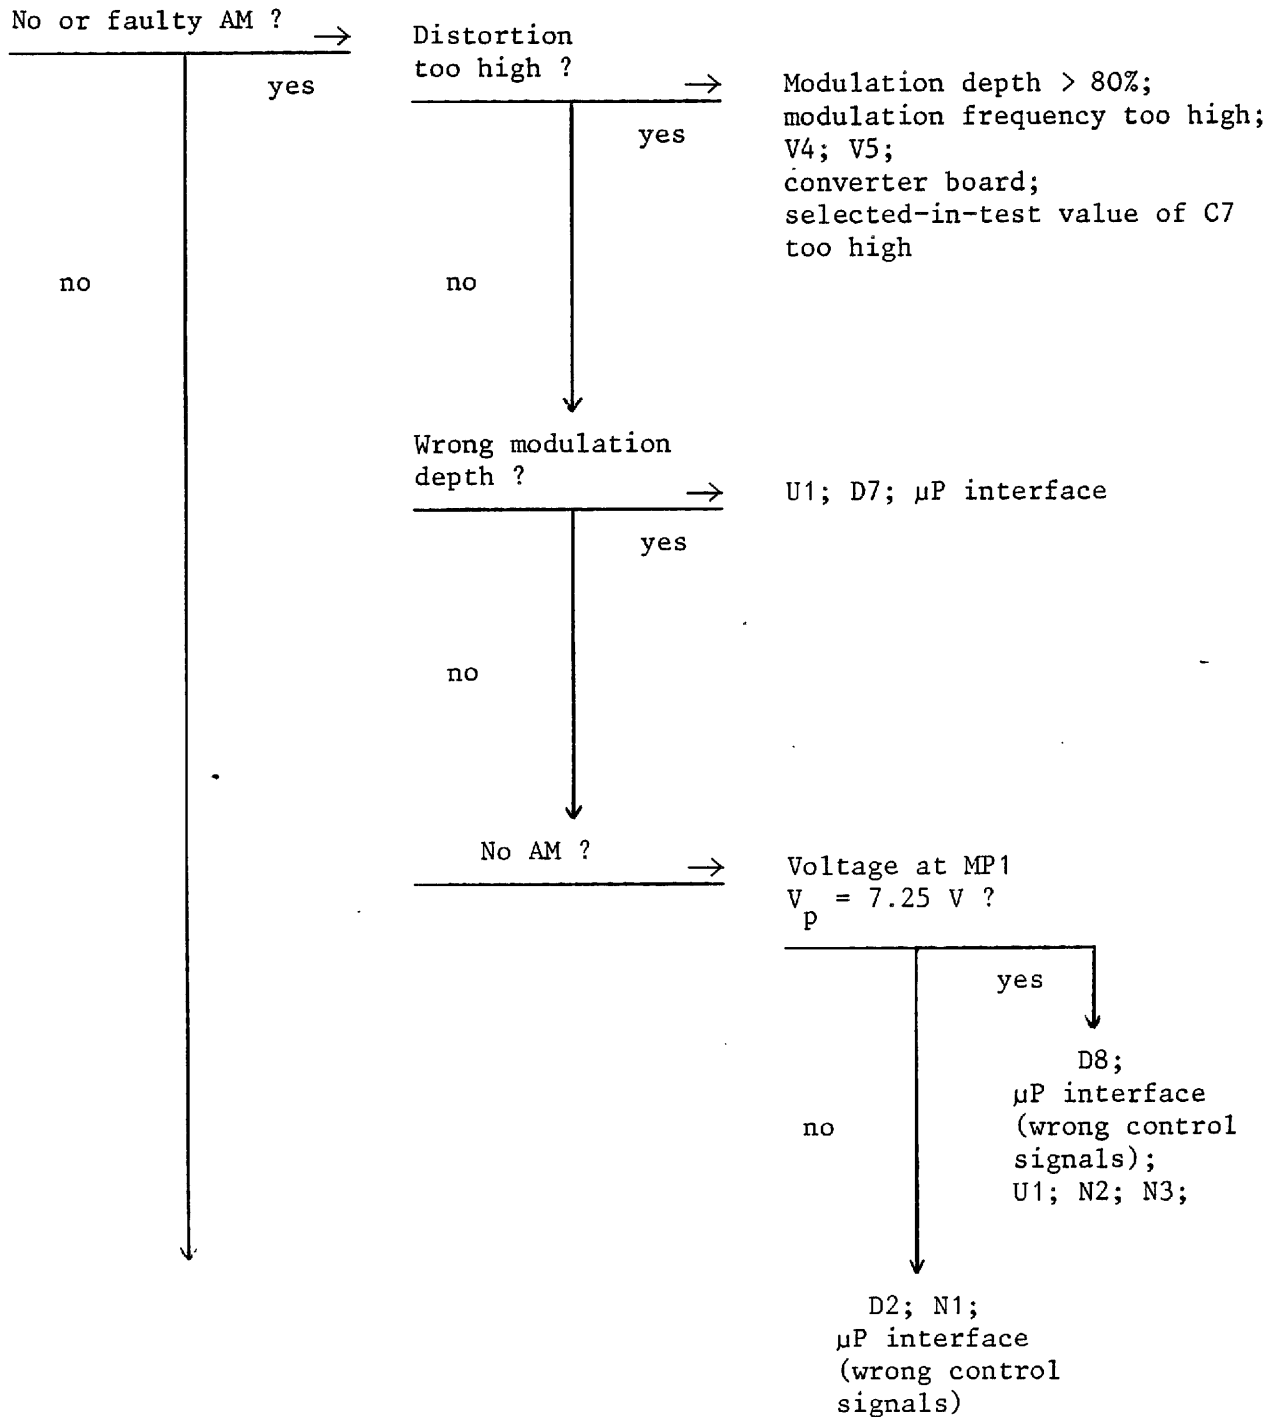 No or faulty AM ? →
yes
Distortion
too high ? →
yes
Modulation depth > 80%;
modulation frequency too high;
V4; V5;
converter board;
selected-in-test value of C7
too high
no
no
Wrong modulation
depth ? →
yes
U1; D7; µP interface
no
No AM ? →
Voltage at MP1
Vp = 7.25 V ?
yes
D8;
µP interface
(wrong control
signals);
U1; N2; N3;
no
D2; N1;
µP interface
(wrong control
signals)